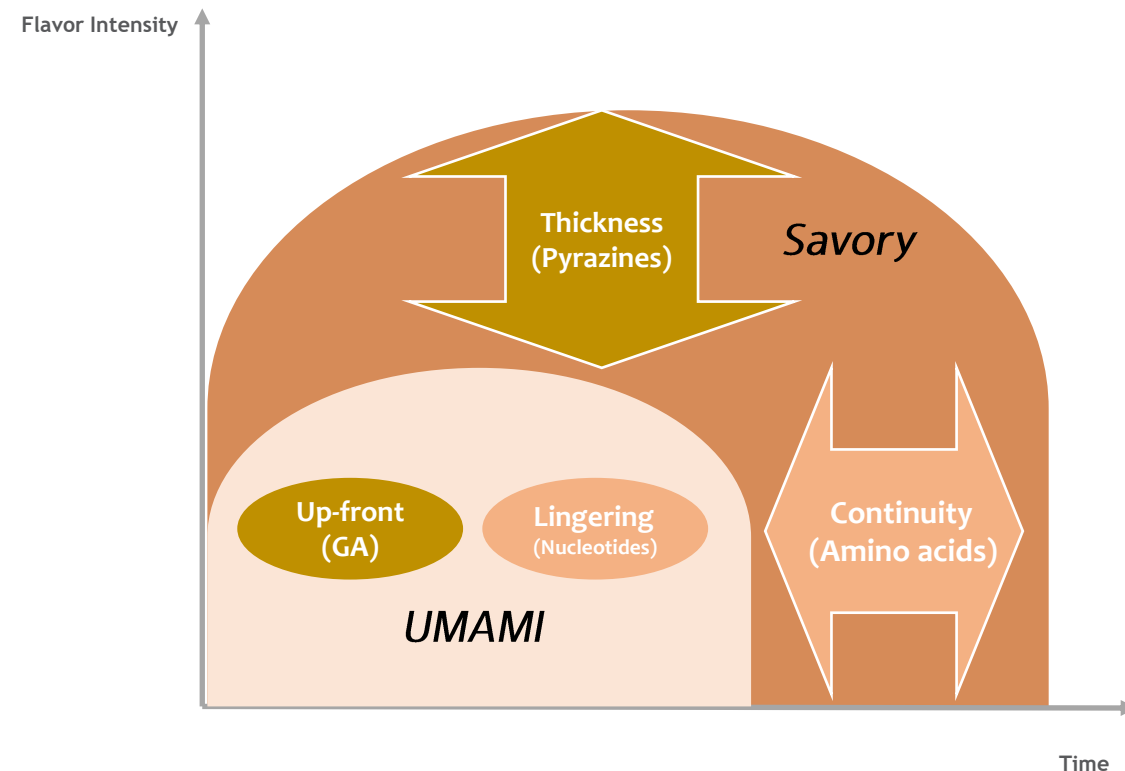 Flavor Intensity
Thickness
(Pyrazines)
Savory
Up-front
(GA)
Lingering
(Nucleotides)
Continuity
(Amino acids)
UMAMI
Time